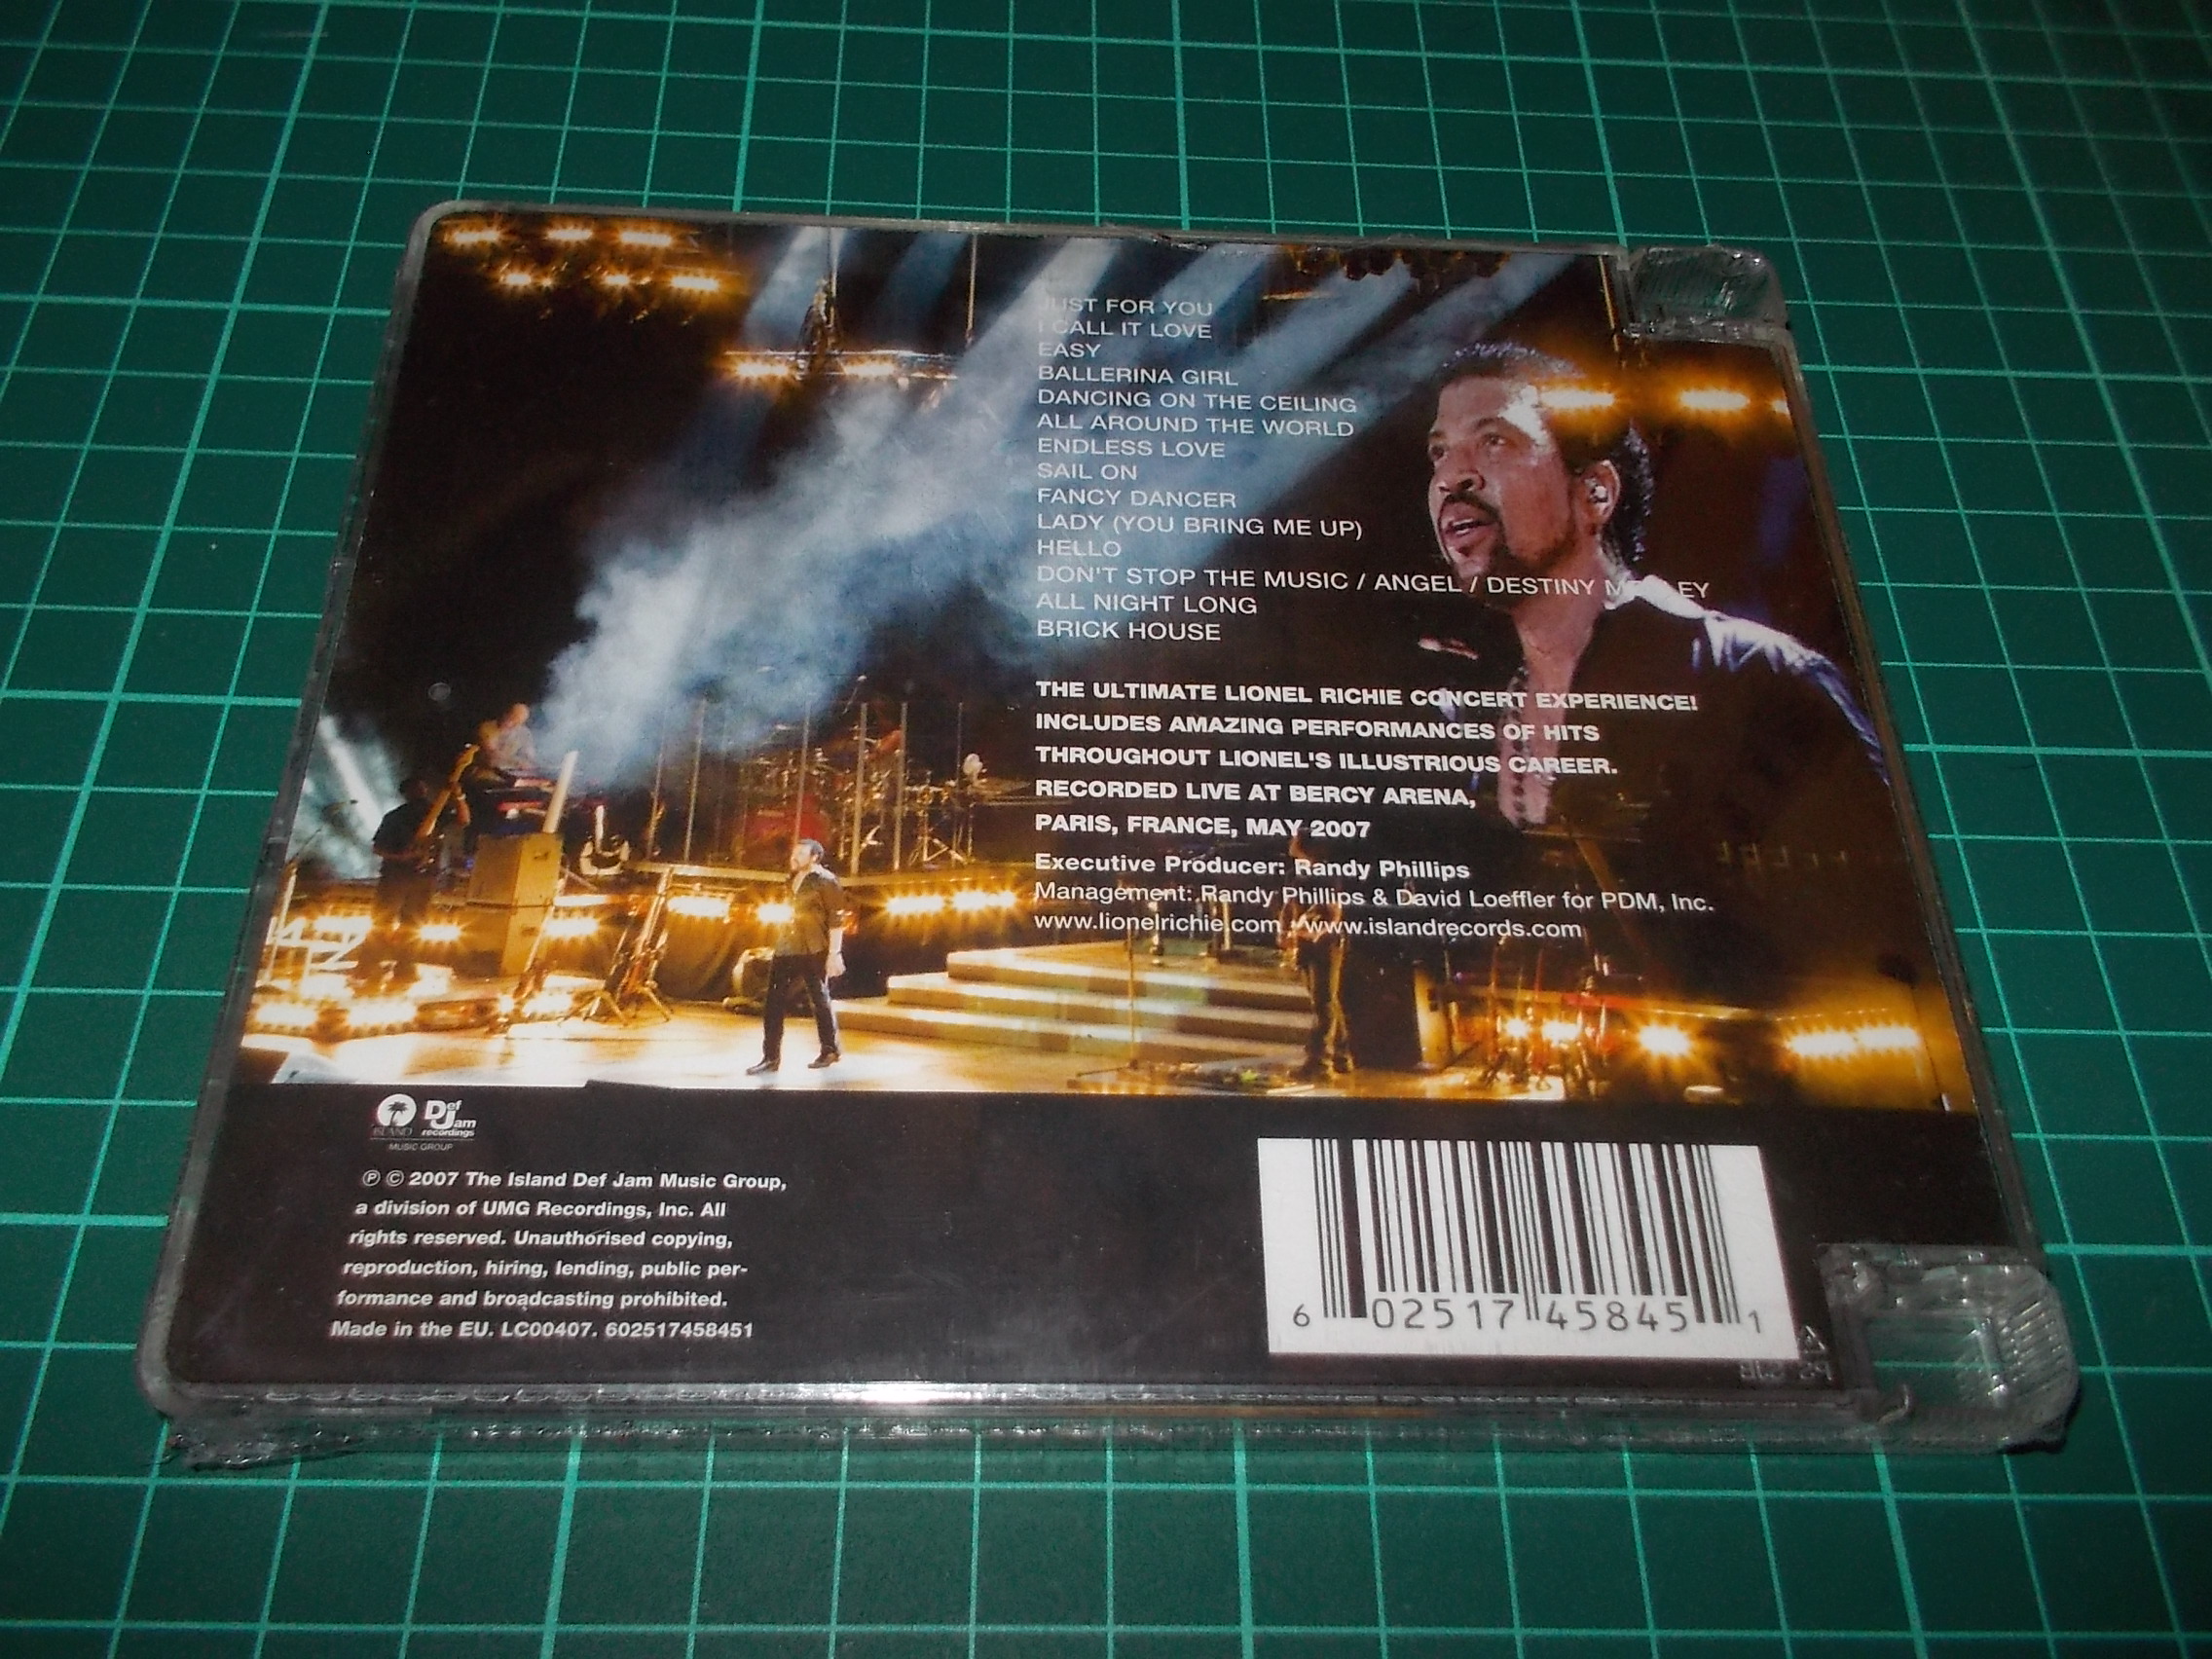 JUST FOR YOU
I CALL IT LOVE
EASY
BALLERINA GIRL
DANCING ON THE CEILING
ALL AROUND THE WORLD
ENDLESS LOVE
SAIL ON
FANCY DANCER
LADY (YOU BRING ME UP)
HELLO
DON'T STOP THE MUSIC / ANGEL / DESTINY MEDLEY
ALL NIGHT LONG
BRICK HOUSE
THE ULTIMATE LIONEL RICHIE CONCERT EXPERIENCE!
INCLUDES AMAZING PERFORMANCES OF HITS
THROUGHOUT LIONEL'S ILLUSTRIOUS CAREER.
RECORDED LIVE AT BERCY ARENA,
PARIS, FRANCE, MAY 2007
Executive Producer: Randy Phillips
Management: Randy Phillips & David Loeffler for PDM, Inc.
www.lionelrichie.com / www.islandrecords.com
ISLAND Def Jam recordings
MUSIC GROUP
℗ © 2007 The Island Def Jam Music Group,
a division of UMG Recordings, Inc. All
rights reserved. Unauthorised copying,
reproduction, hiring, lending, public per-
formance and broadcasting prohibited.
Made in the EU. LC00407. 602517458451
6 02517 45845 1